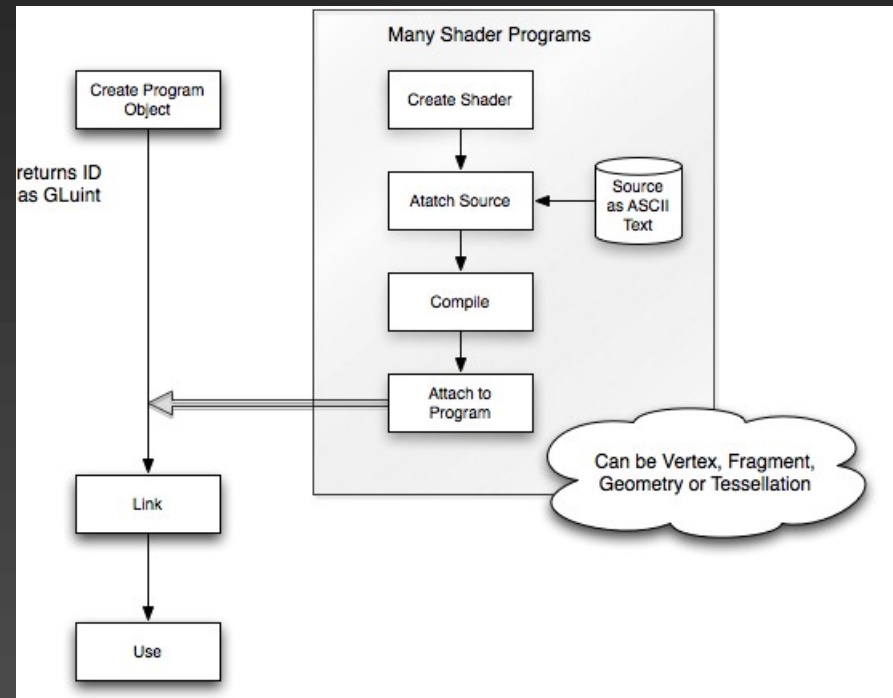 Many Shader Programs
Create Program
Object
Create Shader
returns ID
as GLuint
Atatch Source
Source
as ASCII
Text
Compile
Attach to
Program
Can be Vertex, Fragment,
Geometry or Tessellation
Link
Use